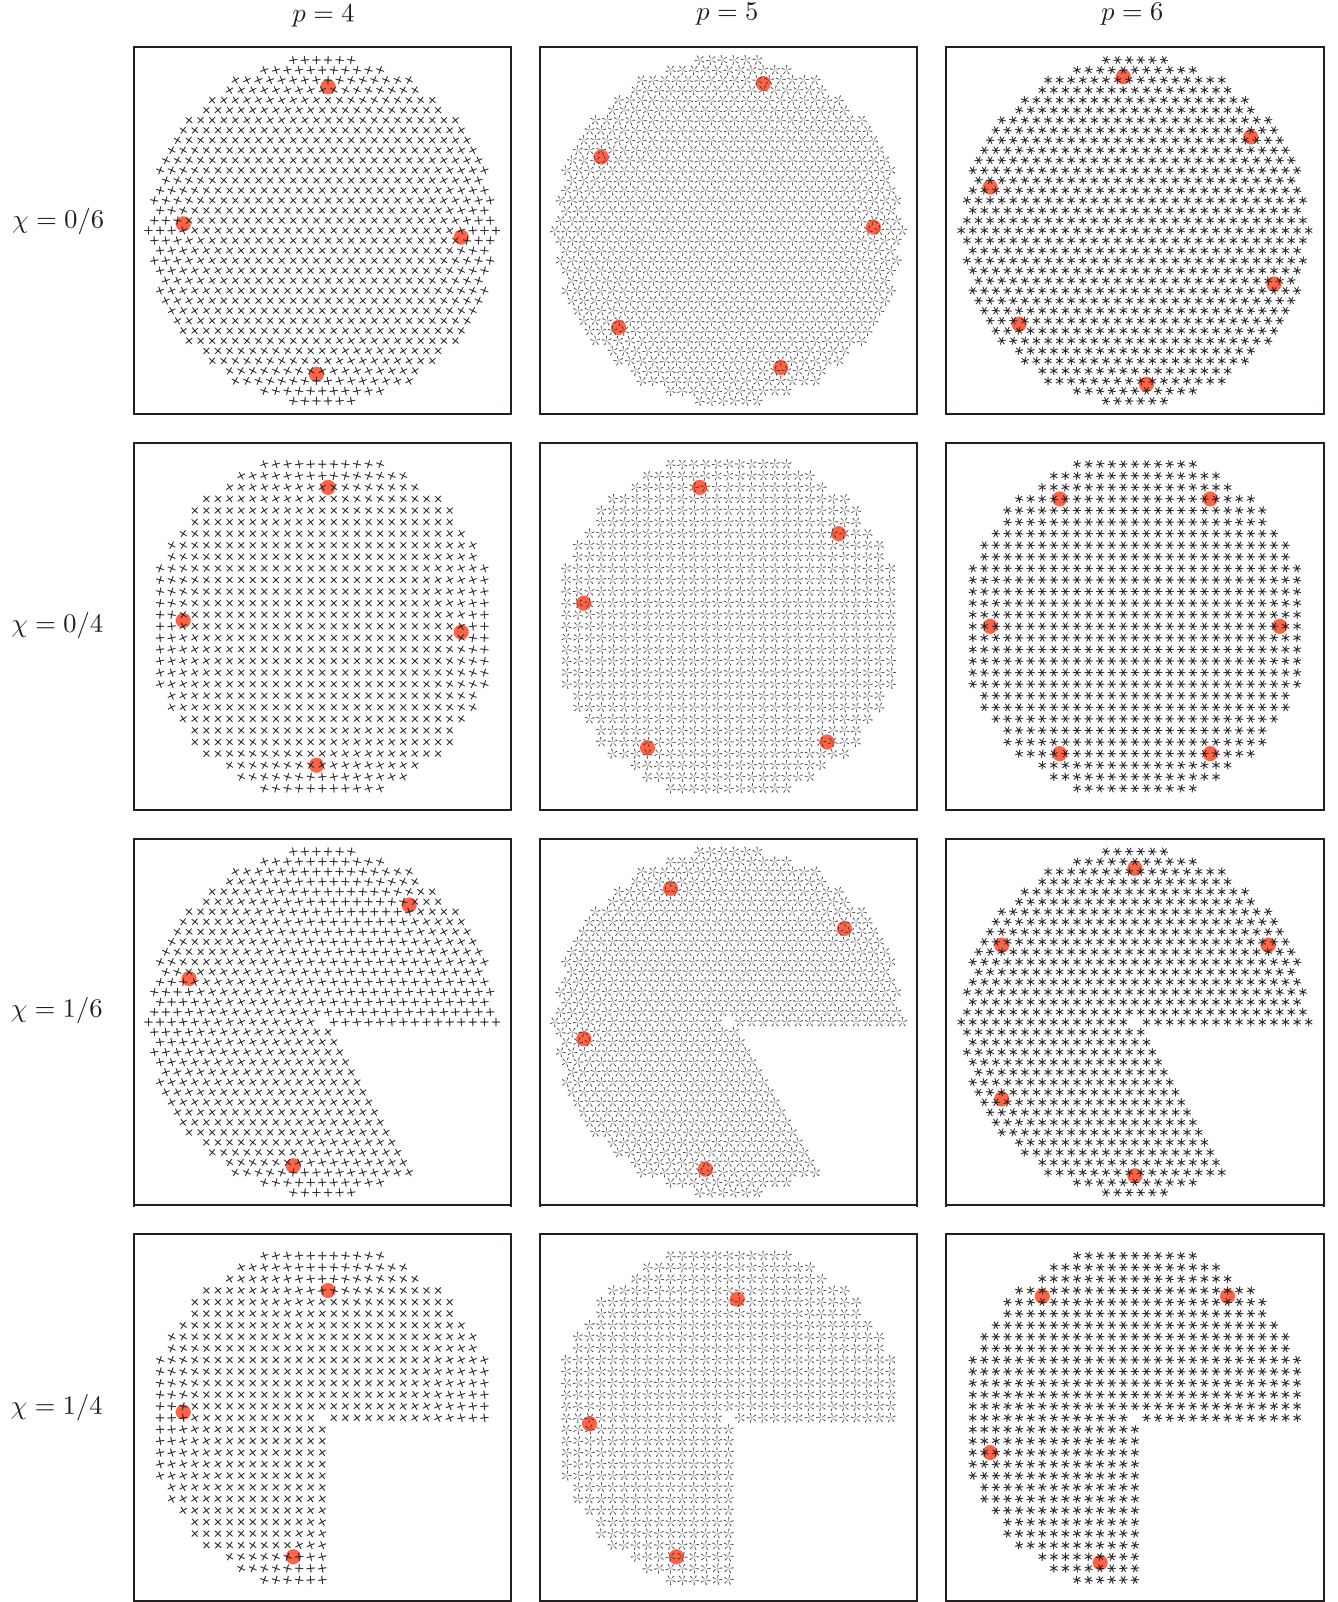 p = 4 p = 5 p = 6
χ = 0/6
χ = 0/4
χ = 1/6
χ = 1/4